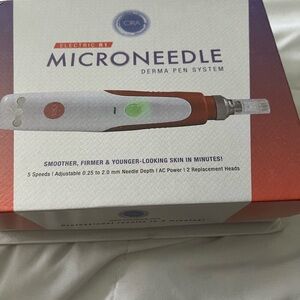 ORA
ELECTRIC
MICRONEEDLE
DERMA PEN SYSTEM
SMOOTHER, FIRMER & YOUNGER-LOOKING SKIN IN MINUTES!
5 Speeds | Adjustable 0.25 to 2.0 mm Needle Depth | AC Power | 2 Replacement Heads